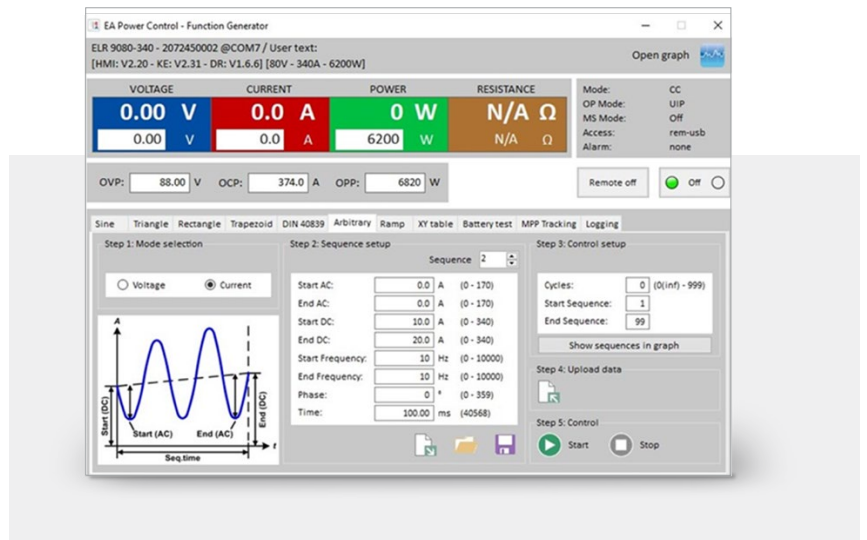 EA Power Control - Function Generator
ELR 9080-340 - 2072450002 @COM7 / User text:
[HMI: V2.20 - KE: V2.31 - DR: V1.6.6] [80V - 340A - 6200W]
Open graph
VOLTAGE CURRENT POWER RESISTANCE
0.00 V 0.0 A 0 W N/A Ω
0.00 V 0.0 A 6200 W N/A Ω
Mode: CC
OP Mode: UIP
MS Mode: Off
Access: rem-usb
Alarm: none
OVP: 88.00 V OCP: 374.0 A OPP: 6820 W
Remote off
Off
Sine Triangle Rectangle Trapezoid DIN 40839 Arbitrary Ramp XY table Battery test MPP Tracking Logging
Step 1: Mode selection
Voltage Current
A
Start (DC)
Start (AC) End (AC)
End (DC)
t
Seq.time
Step 2: Sequence setup
Sequence 2
Start AC: 0.0 A (0 - 170)
End AC: 0.0 A (0 - 170)
Start DC: 10.0 A (0 - 340)
End DC: 20.0 A (0 - 340)
Start Frequency: 10 Hz (0 - 10000)
End Frequency: 10 Hz (0 - 10000)
Phase: 0 ° (0 - 359)
Time: 100.00 ms (40568)
Step 3: Control setup
Cycles: 0 (0(inf) - 999)
Start Sequence: 1
End Sequence: 99
Show sequences in graph
Step 4: Upload data
Step 5: Control
Start Stop